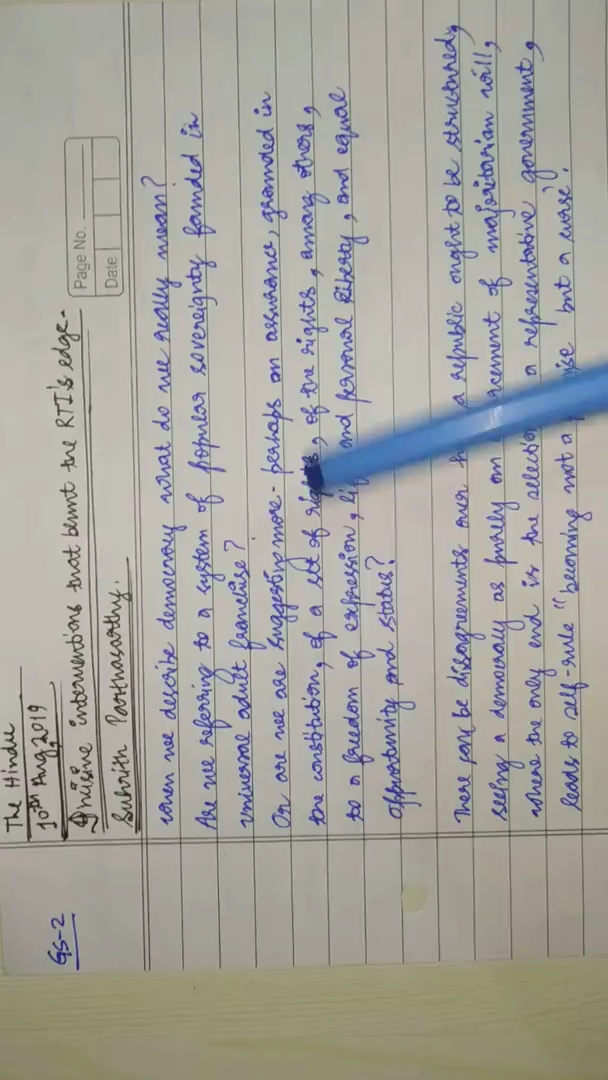 The Hindu
10th Aug 2019
GS-2
interventions that blunt the RTI's edge-
Suhrith Parthasarthy.
Page No.
Date
when we describe democracy what do we really mean?
Are we referring to a system of popular sovereignty founded in
universal adult franchise?
Or are we are suggesting more - perhaps an assurance, grounded in
the constitution, of a set of rights, of the rights, among others,
to a freedom of expression, and personal liberty, and equal
opportunity and status?
There may be disagreements over a republic ought to be structured,
seeing a democracy as purely an of majoritarian will,
where the only end is the selection a representative government,
leads to self-rule "becoming not a but a curse'.